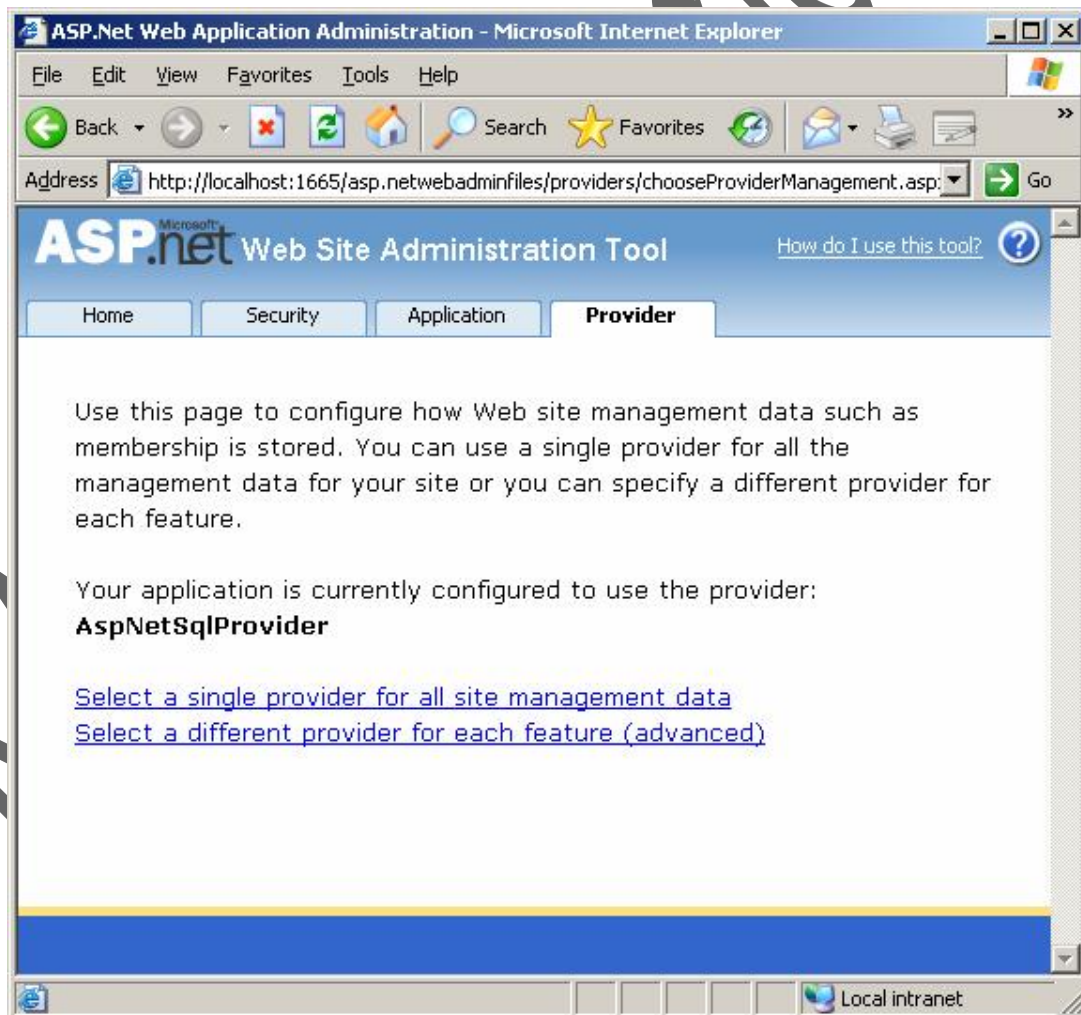 ASP.Net Web Application Administration - Microsoft Internet Explorer
File Edit View Favorites Tools Help
Back Search Favorites
Address http://localhost:1665/asp.netwebadminfiles/providers/chooseProviderManagement.asp: Go
Microsoft
ASP.net Web Site Administration Tool How do I use this tool? ?
Home Security Application Provider
Use this page to configure how Web site management data such as
membership is stored. You can use a single provider for all the
management data for your site or you can specify a different provider for
each feature.
Your application is currently configured to use the provider:
AspNetSqlProvider
Select a single provider for all site management data
Select a different provider for each feature (advanced)
Local intranet